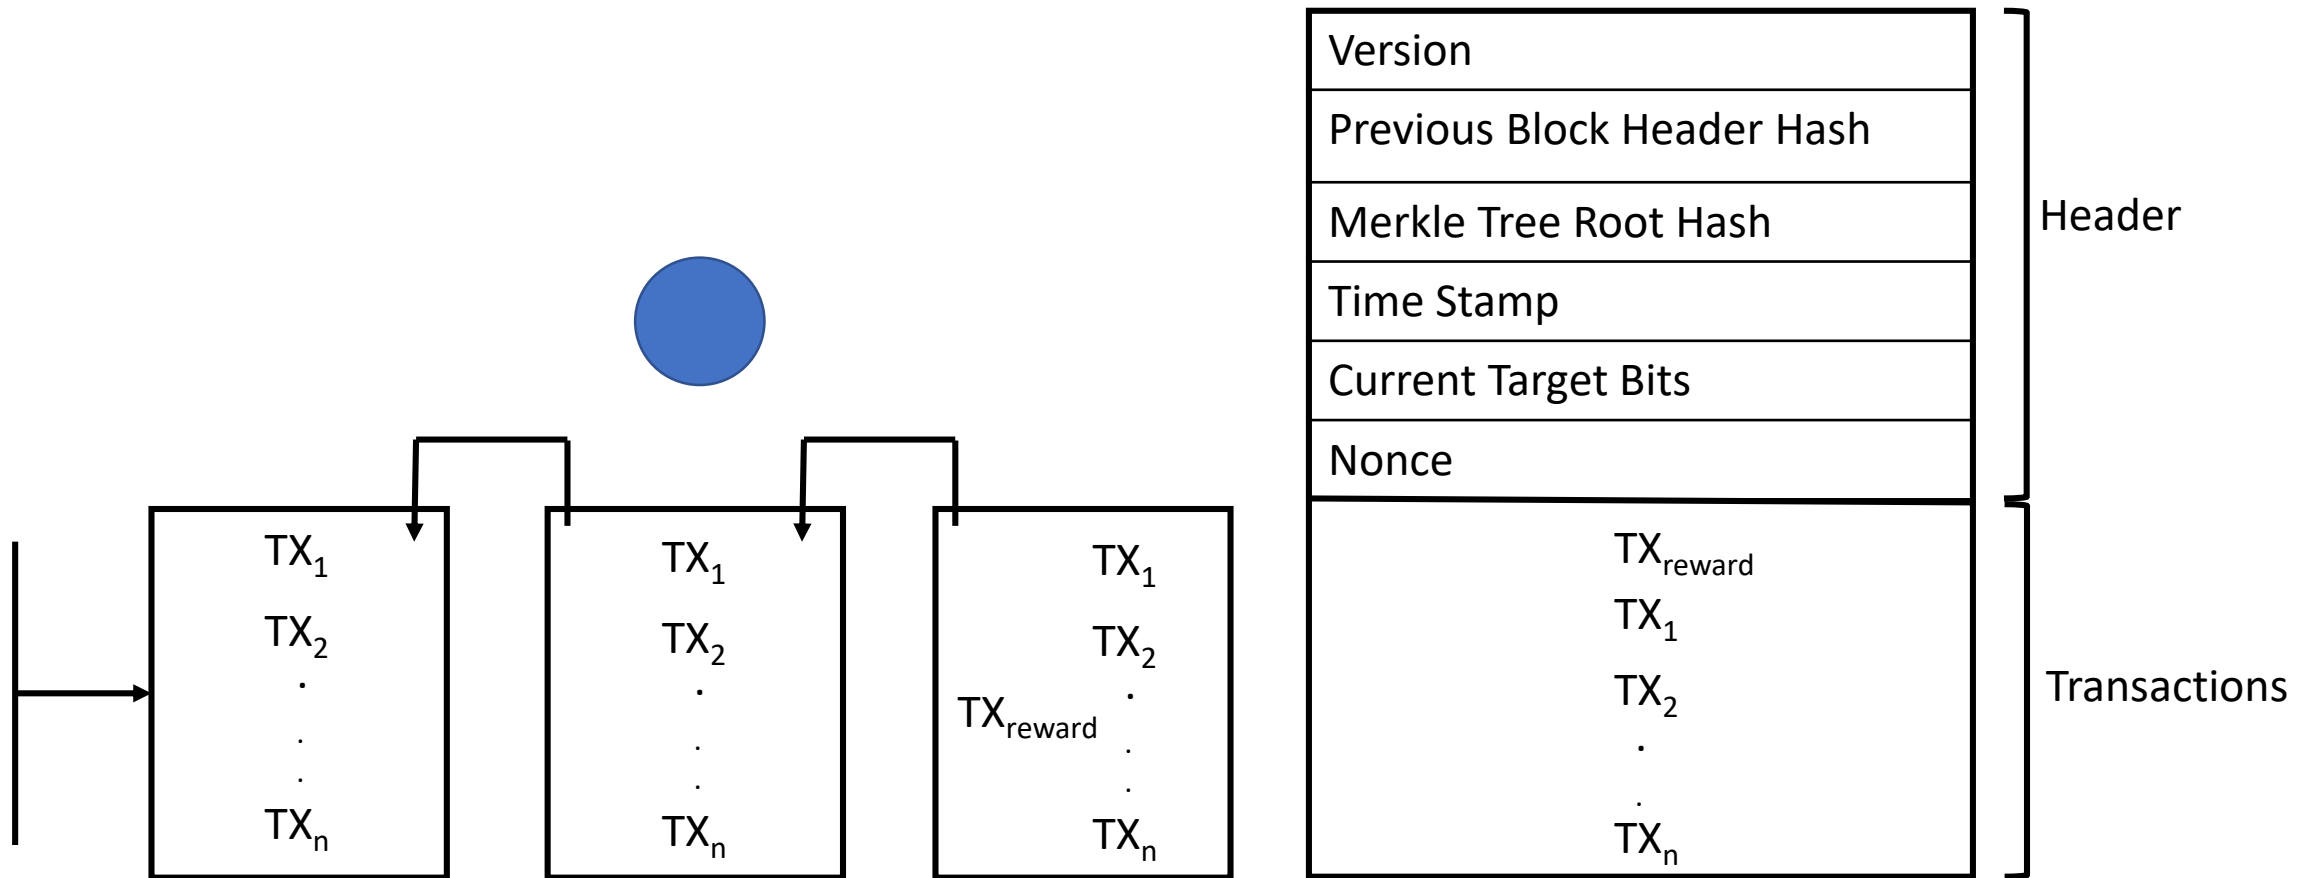 TX₁
TX₂
.
.
.
TXₙ
TX₁
TX₂
.
.
.
TXₙ
TX₁
TX₂
.
TXreward
.
.
TXₙ
Version
Previous Block Header Hash
Merkle Tree Root Hash
Time Stamp
Current Target Bits
Nonce
Header
TXreward
TX₁
TX₂
.
.
TXₙ
Transactions